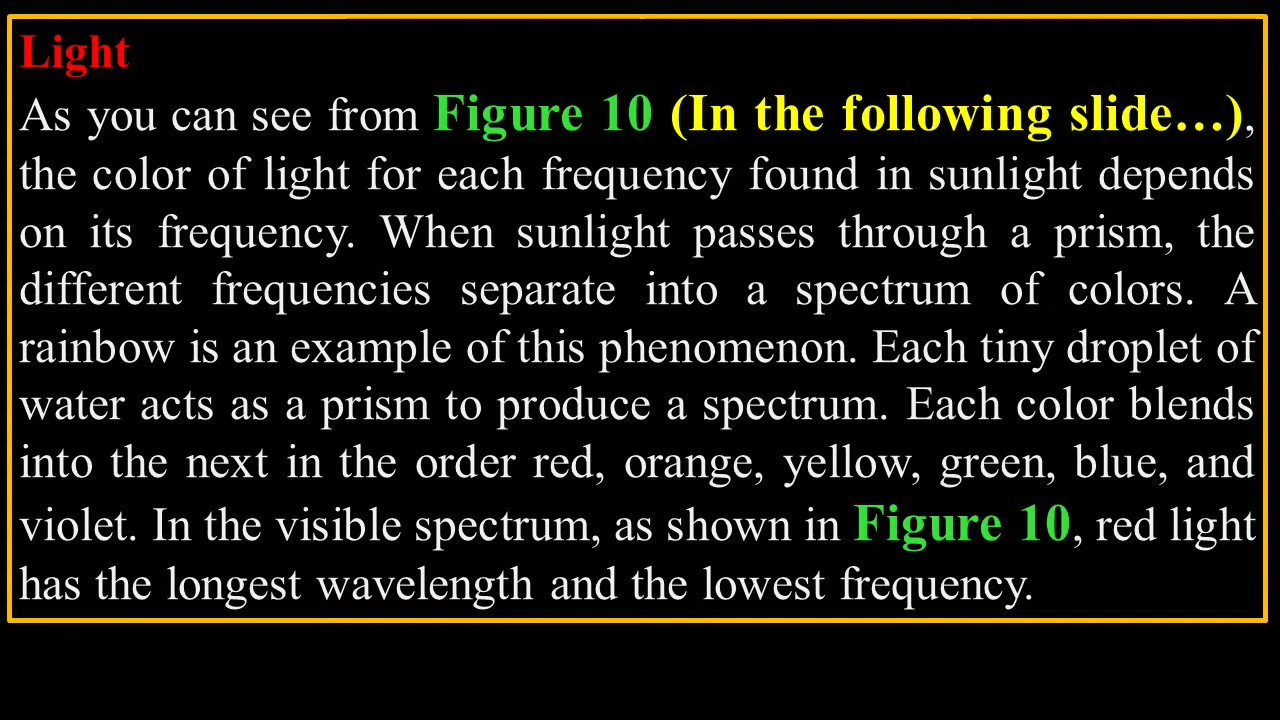 Light
As you can see from Figure 10 (In the following slide…),
the color of light for each frequency found in sunlight depends
on its frequency. When sunlight passes through a prism, the
different frequencies separate into a spectrum of colors. A
rainbow is an example of this phenomenon. Each tiny droplet of
water acts as a prism to produce a spectrum. Each color blends
into the next in the order red, orange, yellow, green, blue, and
violet. In the visible spectrum, as shown in Figure 10, red light
has the longest wavelength and the lowest frequency.